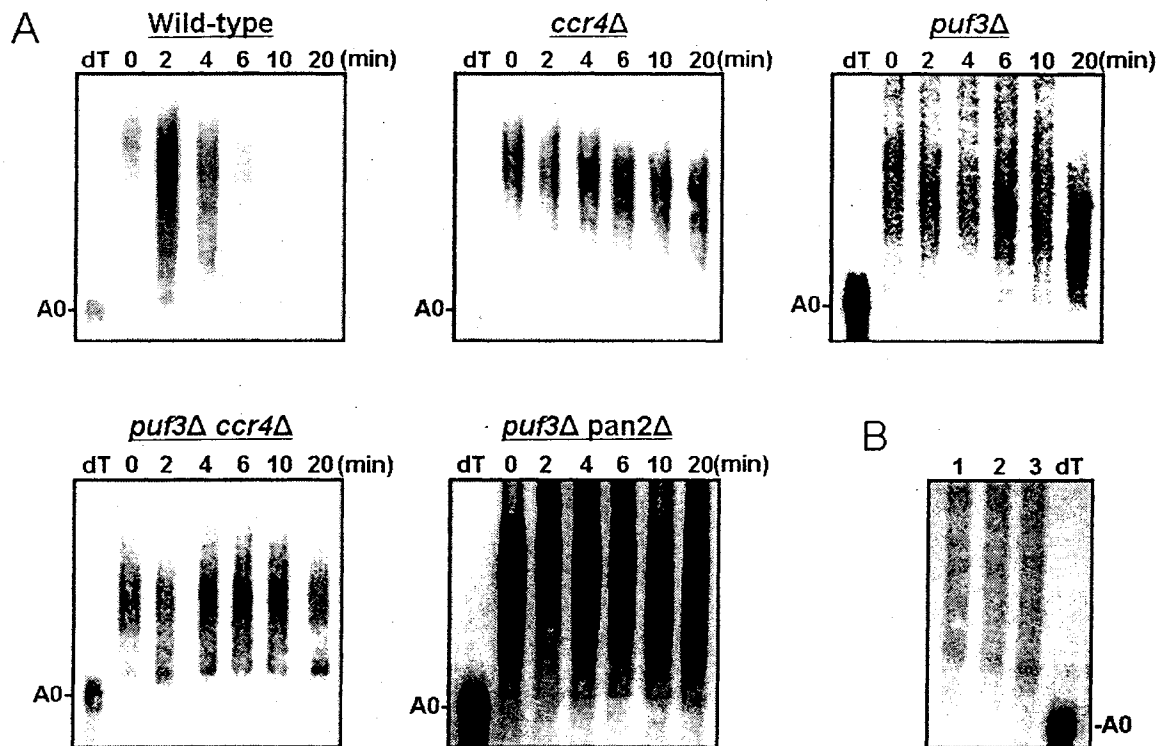 A
Wild-type
dT 0 2 4 6 10 20 (min)
A0-
ccr4Δ
dT 0 2 4 6 10 20 (min)
A0-
puf3Δ
dT 0 2 4 6 10 20 (min)
A0-
puf3Δ ccr4Δ
dT 0 2 4 6 10 20 (min)
A0-
puf3Δ pan2Δ
dT 0 2 4 6 10 20 (min)
A0-
B
1 2 3 dT
-A0